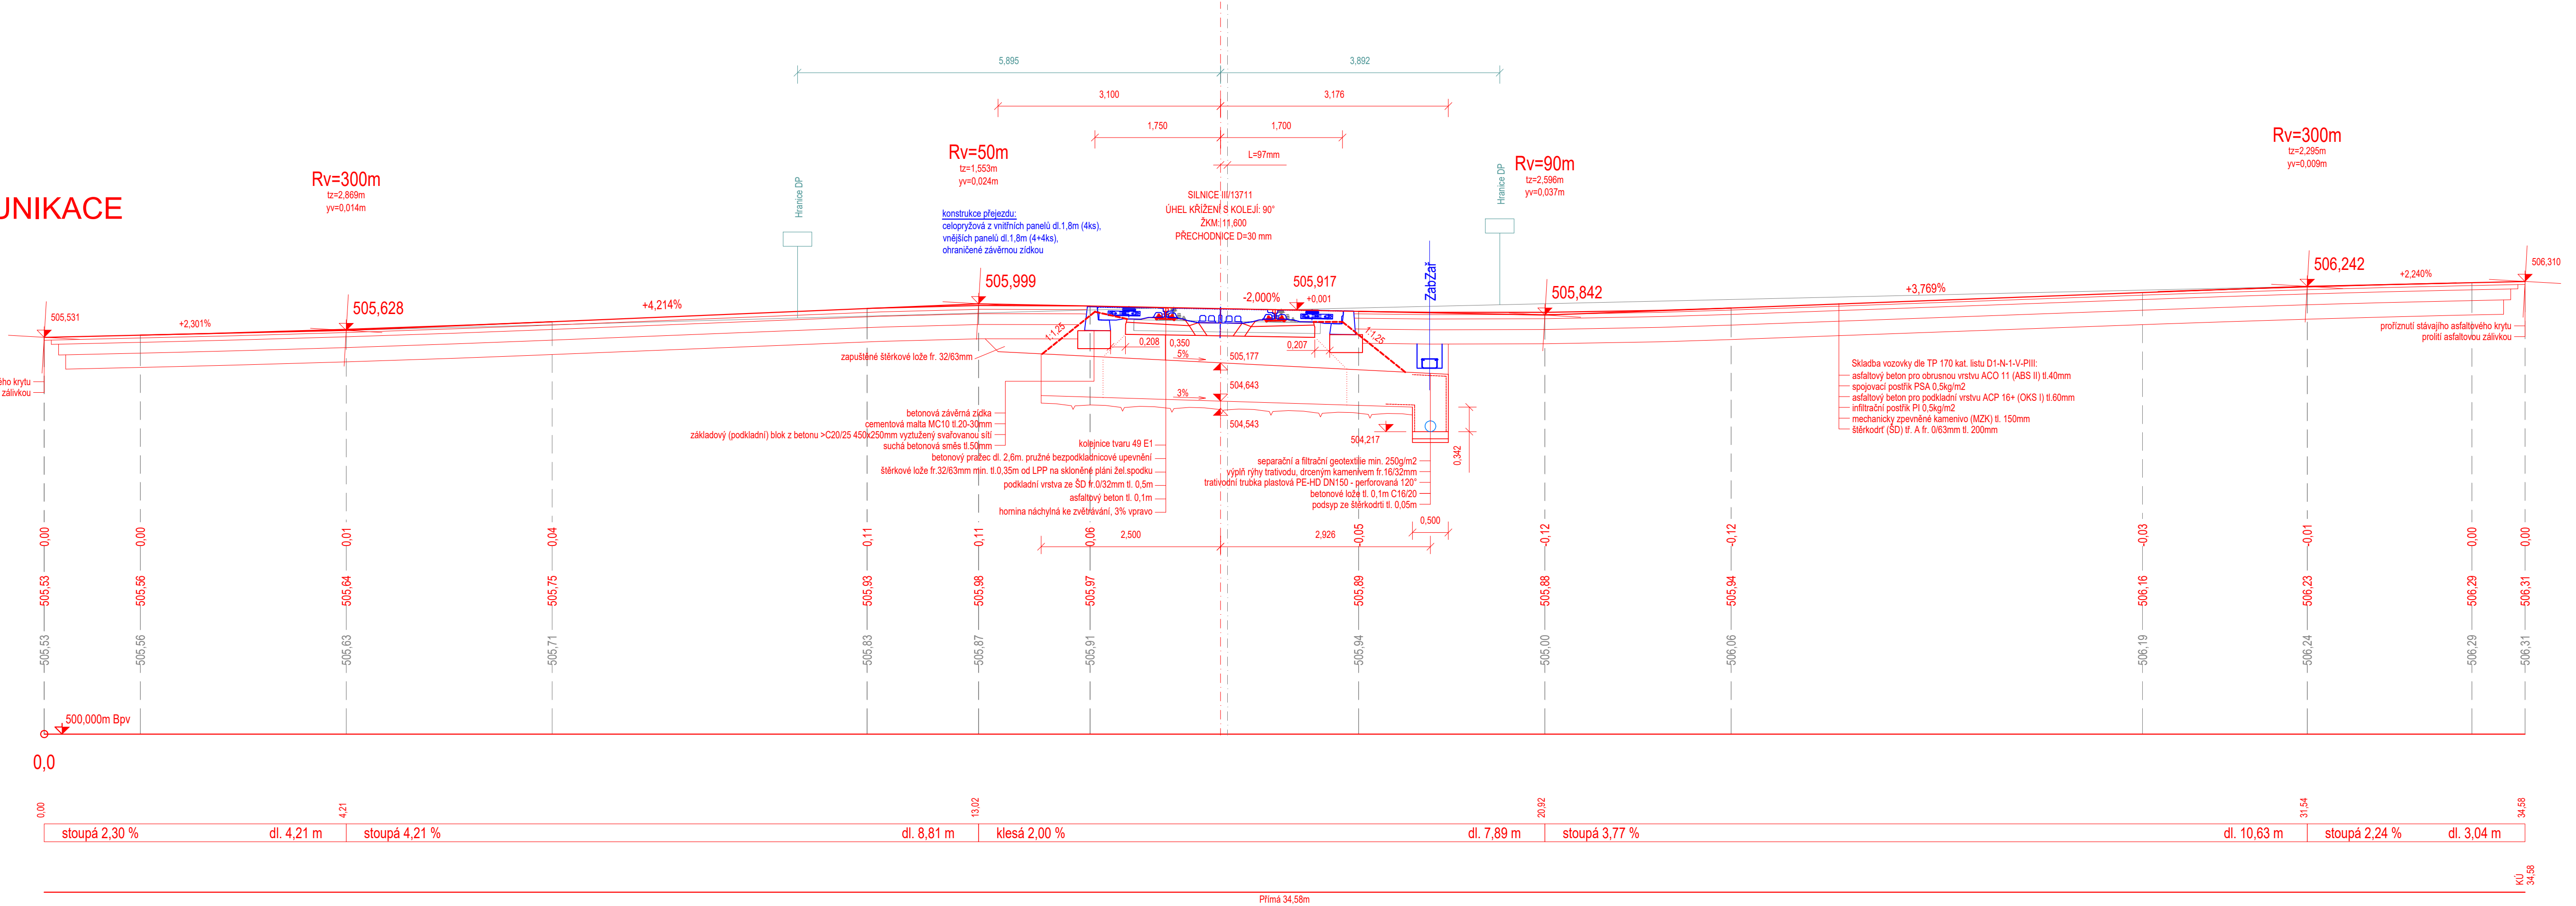 5,895
3,892
3,100
3,176
1,750
1,700
L=97mm
Rv=50m
tz=1,553m
yv=0,024m
Rv=300m
tz=2,295m
yv=0,009m
Rv=90m
tz=2,596m
yv=0,037m
Rv=300m
tz=2,869m
yv=0,014m
UNIKACE
Hranice DP
Hranice DP
SILNICE III/13711
ÚHEL KŘÍŽENÍ S KOLEJÍ: 90°
ŽKM: 11,600
PŘECHODNICE D=30 mm
konstrukce přejezdu:
celopryžová z vnitřních panelů dl.1,8m (4ks),
vnějších panelů dl.1,8m (4+4ks),
ohraničené závěrnou zídkou
505,531
+2,301%
505,628
+4,214%
505,999
-2,000%
505,917
+0,001
ZabZař
505,842
+3,769%
506,242
+2,240%
506,310
1:1,25
0,208
0,350
0,207
1:1,25
5%
505,177
504,643
3%
504,543
504,217
0,342
zapuštěné štěrkové lože fr. 32/63mm
proříznutí stávajího asfaltového krytu
prolití asfaltovou zálivkou
ého krytu
zálivkou
Skladba vozovky dle TP 170 kat. listu D1-N-1-V-PIII:
asfaltový beton pro obrusnou vrstvu ACO 11 (ABS II) tl.40mm
spojovací postřik PSA 0,5kg/m2
asfaltový beton pro podkladní vrstvu ACP 16+ (OKS I) tl.60mm
infiltrační postřik PI 0,5kg/m2
mechanicky zpevněné kamenivo (MZK) tl. 150mm
štěrkodrť (ŠD) tř. A fr. 0/63mm tl. 200mm
betonová závěrná zídka
cementová malta MC10 tl.20-30mm
základový (podkladní) blok z betonu >C20/25 450x250mm vyztužený svařovanou sítí
suchá betonová směs tl.50mm
kolejnice tvaru 49 E1
betonový pražec dl. 2,6m. pružné bezpodkladnicové upevnění
štěrkové lože fr.32/63mm min. tl.0,35m od LPP na skloněné pláni žel.spodku
podkladní vrstva ze ŠD fr.0/32mm tl. 0,5m
asfaltový beton tl. 0,1m
hornina náchylná ke zvětrávání, 3% vpravo
separační a filtrační geotextilie min. 250g/m2
výplň rýhy trativodu, drceným kamenivem fr.16/32mm
trativodní trubka plastová PE-HD DN150 - perforovaná 120°
betonové lože tl. 0,1m C16/20
podsyp ze štěrkodrti tl. 0,05m
0,500
2,500
2,926
0,00 0,00 0,01 0,04 0,11 0,11 0,06 -0,05 -0,12 -0,12 -0,03 -0,01 0,00 0,00
505,53 505,56 505,64 505,75 505,93 505,98 505,97 505,89 505,88 505,94 506,16 506,23 506,29 506,31
505,53 505,56 505,63 505,71 505,83 505,87 505,91 505,94 505,00 506,06 506,19 506,24 506,29 506,31
500,000m Bpv
0,0
0,00 4,21 13,02 20,92 31,54 34,58
stoupá 2,30 % dl. 4,21 m stoupá 4,21 % dl. 8,81 m klesá 2,00 % dl. 7,89 m stoupá 3,77 % dl. 10,63 m stoupá 2,24 % dl. 3,04 m
KÚ
34,58
Přímá 34,58m